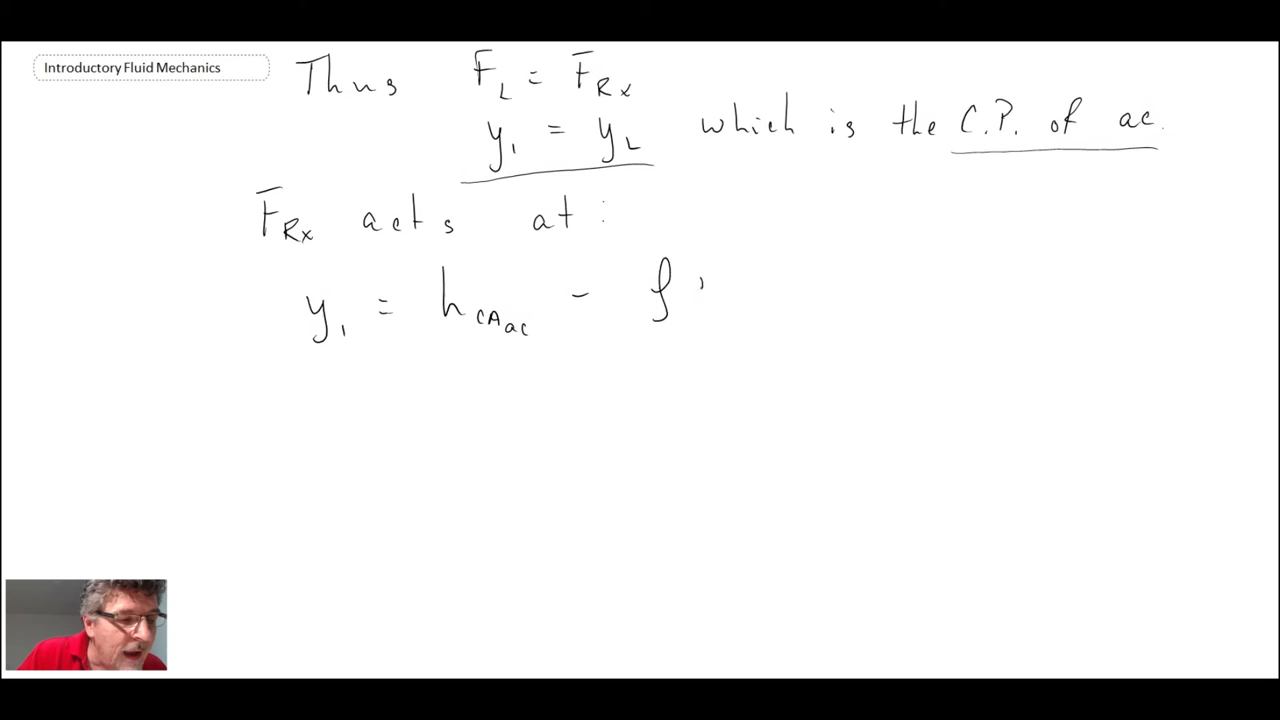 Introductory Fluid Mechanics
Thus F_L = F_Rx
y_1 = y_L which is the C.P. of ac.
F_Rx acts at :
y_1 = h_CA_ac - ρ